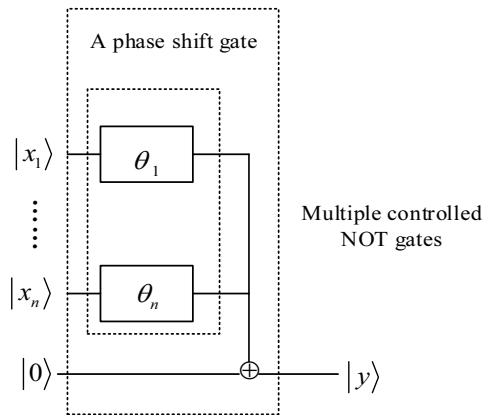 A phase shift gate
|x₁⟩
θ₁
······
Multiple controlled
NOT gates
|xₙ⟩
θₙ
|0⟩
|y⟩